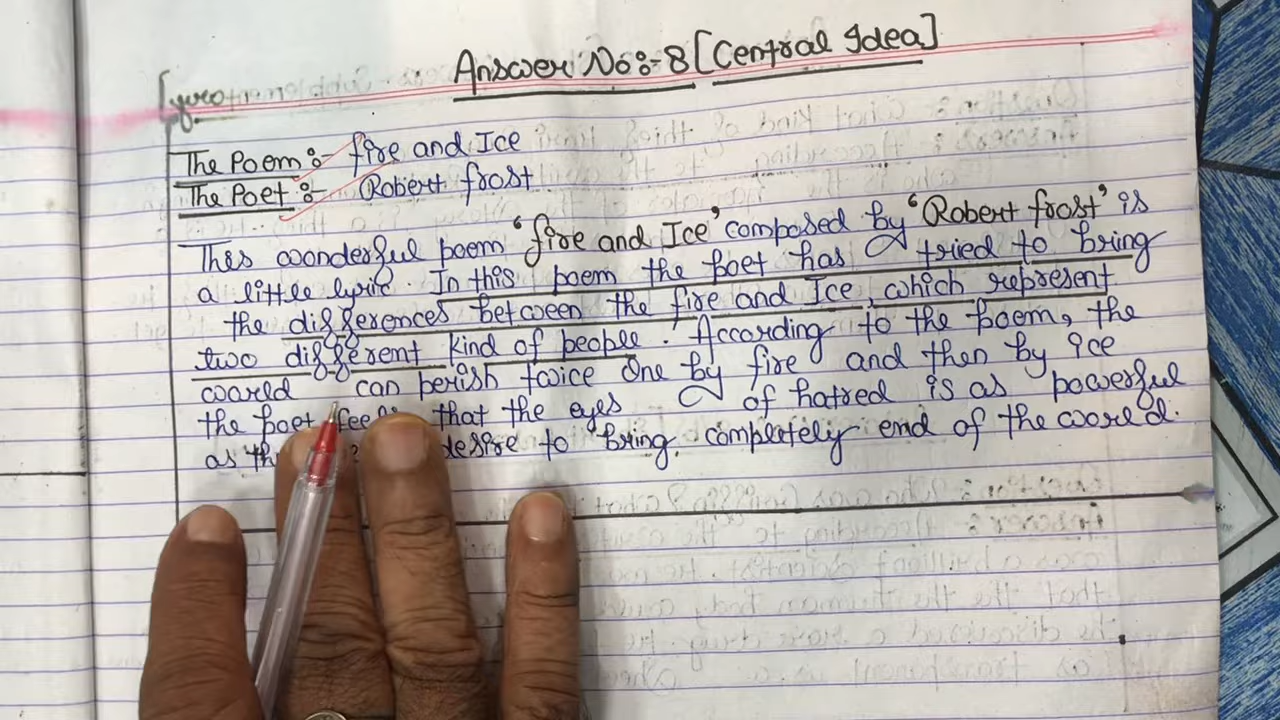 Answer No:- 8 [Central Idea]
The Poem :- fire and Ice
The Poet :- Robert frost
This wonderful poem 'fire and Ice' composed by 'Robert frost' is
a little lyric. In this poem the poet has tried to bring
the differences between the fire and Ice, which represent
two different kind of people. According to the poem, the
world can perish twice One by fire and then by ice
the poet that the eyes of hatred is as powerful
as desire to bring completely end of the world.